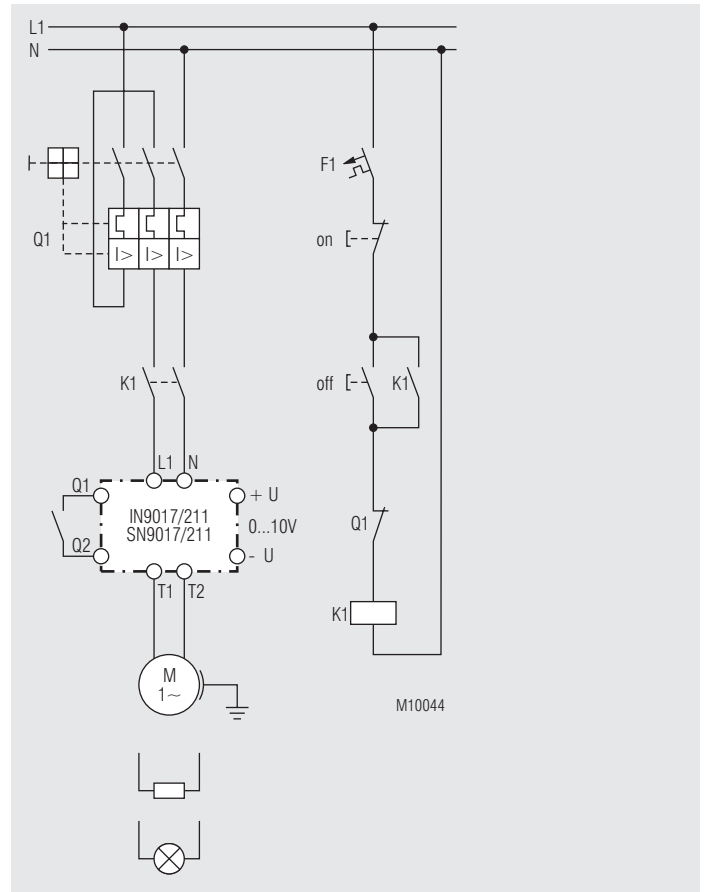 L1
N
F1
Q1
I> I> I>
on
K1
off
K1
L1 N
Q1
+ U
IN9017/211
SN9017/211
0...10V
Q2
- U
T1 T2
Q1
K1
M
1~
M10044